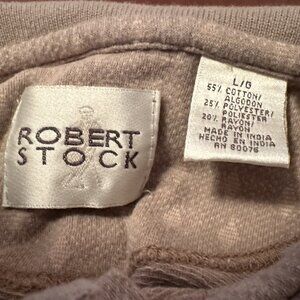 ROBERT
STOCK
L/G
55% COTTON/
ALGODON
25% POLYESTER/
POLIESTER
20% RAYON/
RAYON
MADE IN INDIA
HECHO EN INDIA
RN 80076